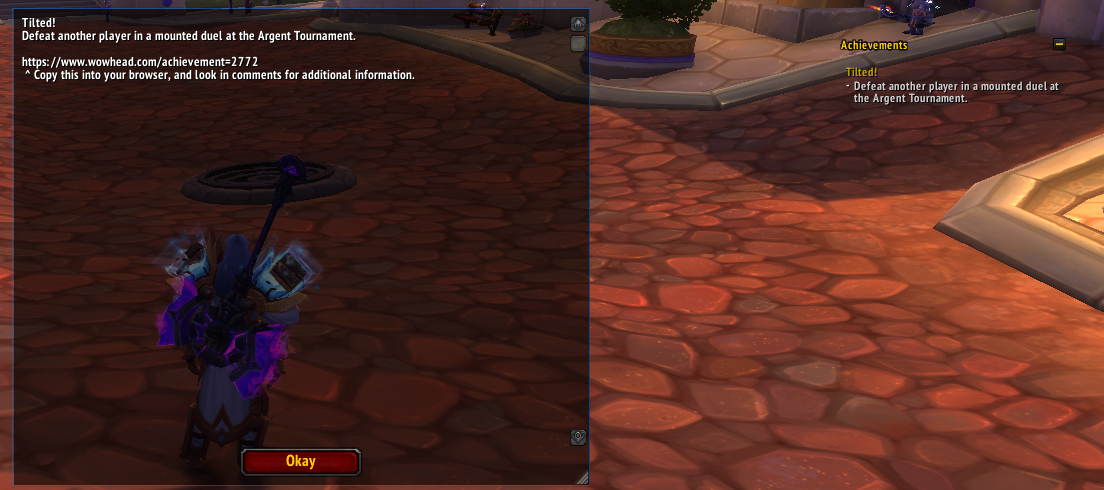 Tilted!
Defeat another player in a mounted duel at the Argent Tournament.
https://www.wowhead.com/achievement=2772
^ Copy this into your browser, and look in comments for additional information.
Okay
Achievements
Tilted!
- Defeat another player in a mounted duel at
the Argent Tournament.